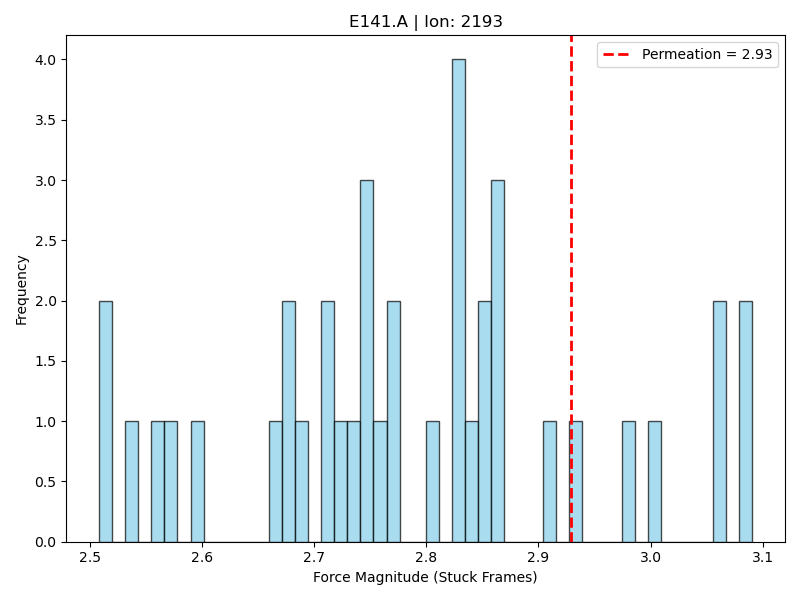 E141.A | Ion: 2193
Permeation = 2.93
4.0
3.5
3.0
2.5
2.0
1.5
1.0
0.5
0.0
Frequency
2.5 2.6 2.7 2.8 2.9 3.0 3.1
Force Magnitude (Stuck Frames)